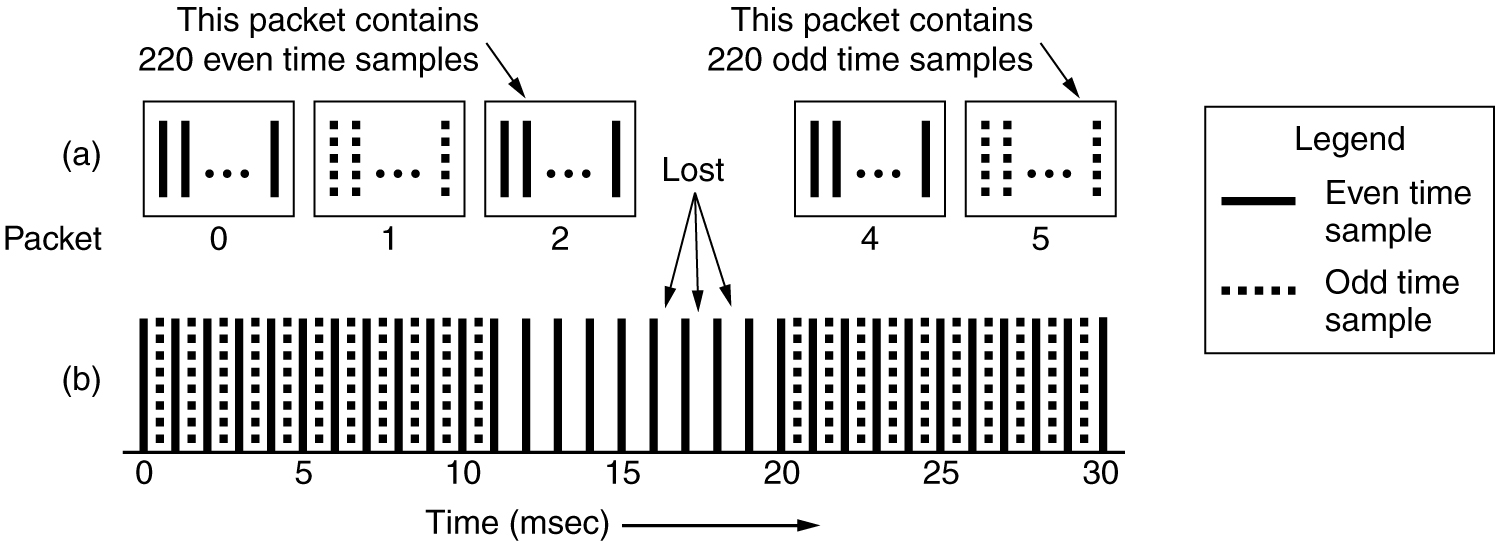 This packet contains
220 even time samples
This packet contains
220 odd time samples
(a)
Lost
Packet 0 1 2 4 5
Legend
Even time
sample
Odd time
sample
(b)
0 5 10 15 20 25 30
Time (msec)